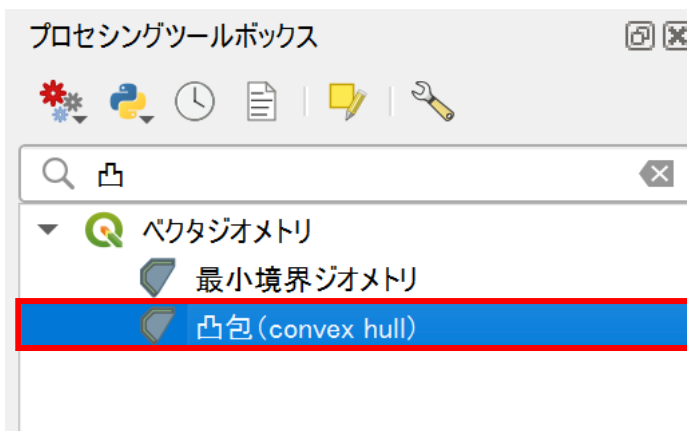 プロセシングツールボックス
凸
ベクタジオメトリ
最小境界ジオメトリ
凸包(convex hull)